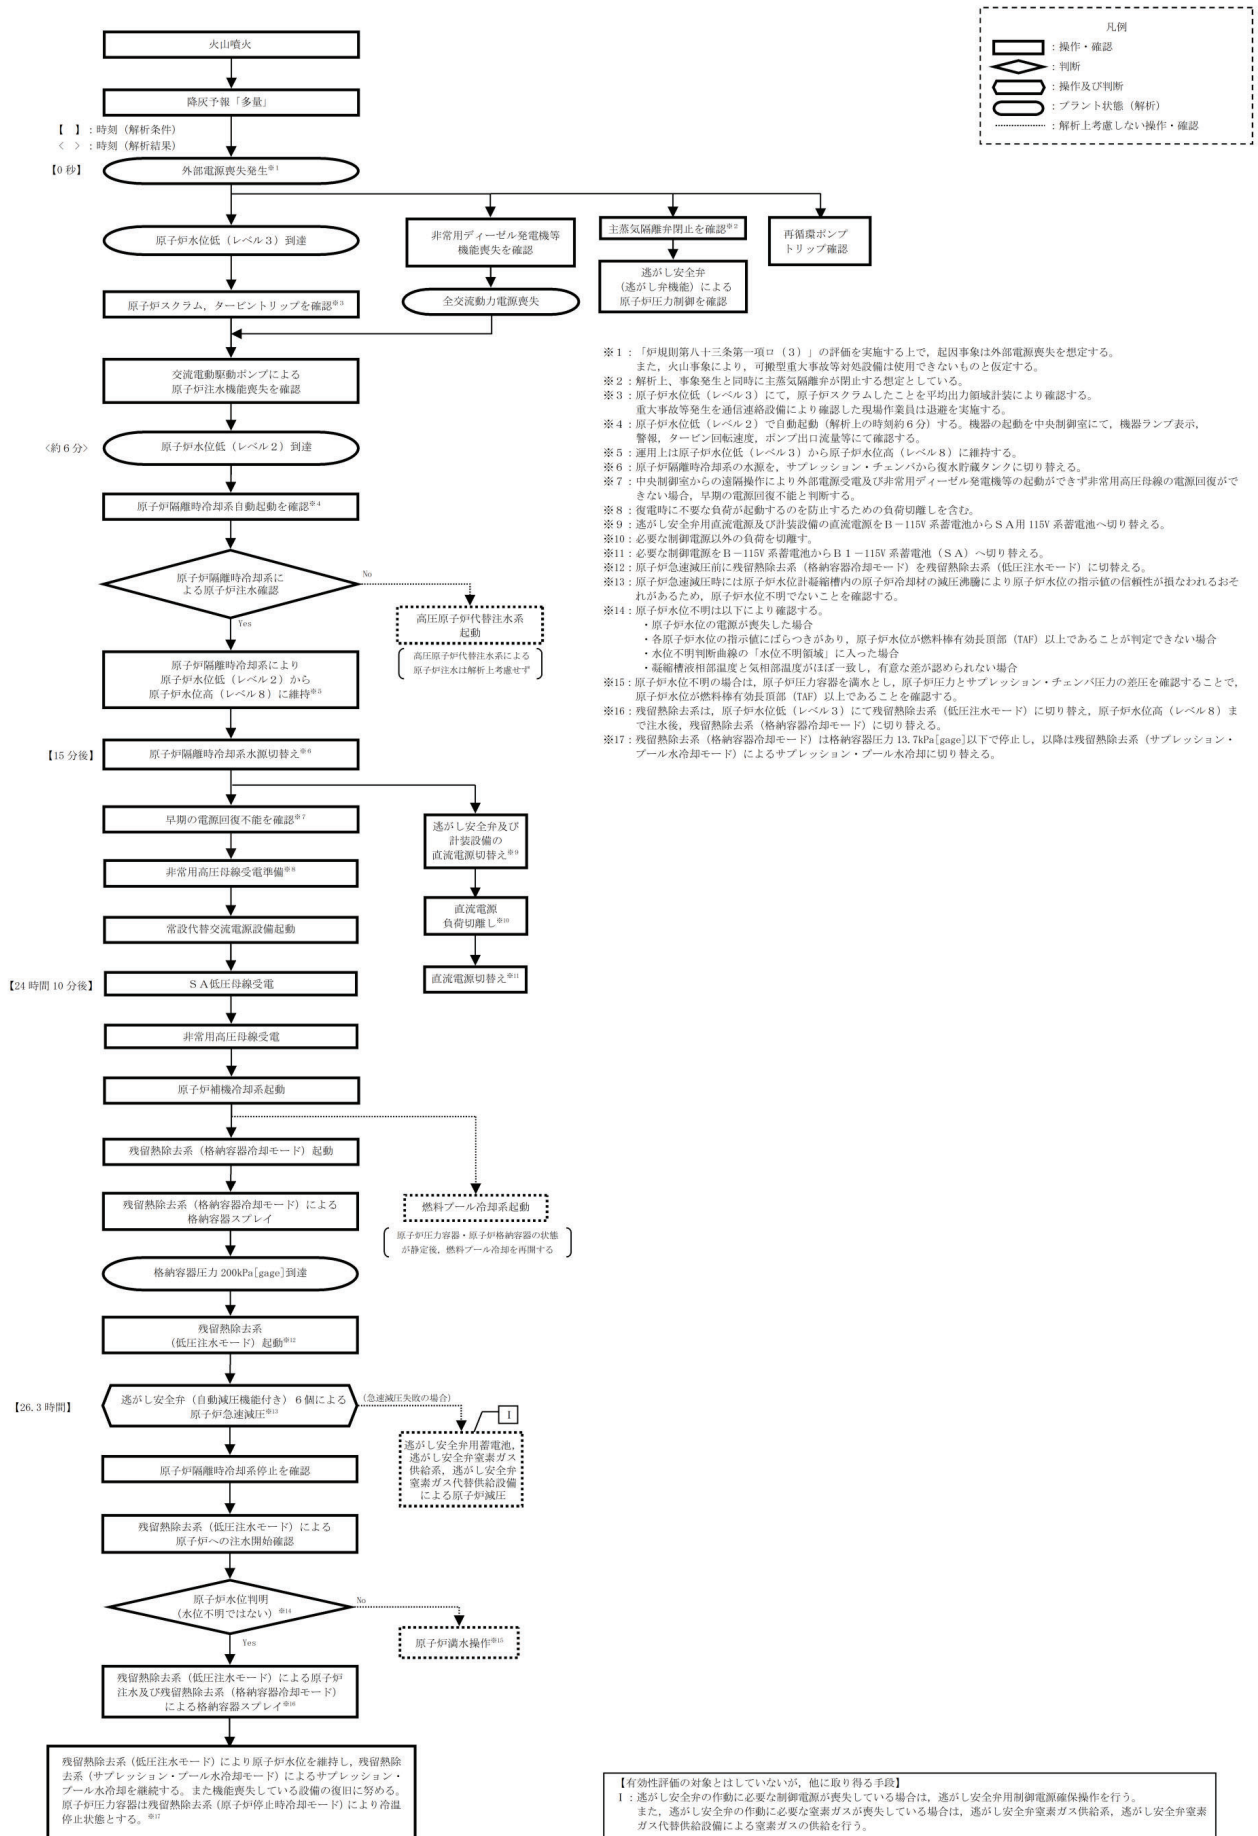 凡例
：操作・確認
：判断
：操作及び判断
：プラント状態（解析）
：解析上考慮しない操作・確認
火山噴火
降灰予報「多量」
【　】：時刻（解析条件）
〈　〉：時刻（解析結果）
【0秒】
外部電源喪失発生※1
原子炉水位低（レベル3）到達
非常用ディーゼル発電機等
機能喪失を確認
主蒸気隔離弁閉止を確認※2
再循環ポンプ
トリップ確認
逃がし安全弁
（逃がし弁機能）による
原子炉圧力制御を確認
原子炉スクラム，タービントリップを確認※3
全交流動力電源喪失
交流電動駆動ポンプによる
原子炉注水機能喪失を確認
〈約6分〉
原子炉水位低（レベル2）到達
原子炉隔離時冷却系自動起動を確認※4
原子炉隔離時冷却系に
よる原子炉注水確認
No
Yes
高圧原子炉代替注水系
起動
高圧原子炉代替注水系による
原子炉注水は解析上考慮せず
原子炉隔離時冷却系により
原子炉水位低（レベル2）から
原子炉水位高（レベル8）に維持※5
【15分後】
原子炉隔離時冷却系水源切替え※6
早期の電源回復不能を確認※7
逃がし安全弁及び
計装設備の
直流電源切替え※9
非常用高圧母線受電準備※8
直流電源
負荷切離し※10
常設代替交流電源設備起動
直流電源切替え※11
【24時間10分後】
SA低圧母線受電
非常用高圧母線受電
原子炉補機冷却系起動
残留熱除去系（格納容器冷却モード）起動
残留熱除去系（格納容器冷却モード）による
格納容器スプレイ
燃料プール冷却系起動
原子炉圧力容器・原子炉格納容器の状態
が静定後，燃料プール冷却を再開する
格納容器圧力200kPa[gage]到達
残留熱除去系
（低圧注水モード）起動※12
【26.3時間】
逃がし安全弁（自動減圧機能付き）6個による
原子炉急速減圧※13
（急速減圧失敗の場合）
I
逃がし安全弁用蓄電池，
逃がし安全弁窒素ガス
供給系，逃がし安全弁
窒素ガス代替供給設備
による原子炉減圧
原子炉隔離時冷却系停止を確認
残留熱除去系（低圧注水モード）による
原子炉への注水開始確認
原子炉水位判明
（水位不明ではない）※14
No
Yes
原子炉満水操作※15
残留熱除去系（低圧注水モード）による原子炉
注水及び残留熱除去系（格納容器冷却モード）
による格納容器スプレイ※16
残留熱除去系（低圧注水モード）により原子炉水位を維持し，残留熱除
去系（サプレッション・プール水冷却モード）によるサプレッション・
プール水冷却を継続する。また機能喪失している設備の復旧に努める。
原子炉圧力容器は残留熱除去系（原子炉停止時冷却モード）により冷温
停止状態とする。※17
※1：「炉規則第八十三条第一項ロ（3）」の評価を実施する上で，起因事象は外部電源喪失を想定する。
また，火山事象により，可搬型重大事故等対処設備は使用できないものと仮定する。
※2：解析上、事象発生と同時に主蒸気隔離弁が閉止する想定としている。
※3：原子炉水位低（レベル3）にて，原子炉スクラムしたことを平均出力領域計装により確認する。
重大事故等発生を通信連絡設備により確認した現場作業員は退避を実施する。
※4：原子炉水位低（レベル2）で自動起動（解析上の時刻約6分）する。機器の起動を中央制御室にて，機器ランプ表示，
警報，タービン回転速度，ポンプ出口流量等にて確認する。
※5：運用上は原子炉水位低（レベル3）から原子炉水位高（レベル8）に維持する。
※6：原子炉隔離時冷却系の水源を，サプレッション・チェンバから復水貯蔵タンクに切り替える。
※7：中央制御室からの遠隔操作により外部電源受電及び非常用ディーゼル発電機等の起動ができず非常用高圧母線の電源回復がで
きない場合，早期の電源回復不能と判断する。
※8：復電時に不要な負荷が起動するのを防止するための負荷切離しを含む。
※9：逃がし安全弁用直流電源及び計装設備の直流電源をB－115V系蓄電池からSA用115V系蓄電池へ切り替える。
※10：必要な制御電源以外の負荷を切離す。
※11：必要な制御電源をB－115V系蓄電池からB1－115V系蓄電池（SA）へ切り替える。
※12：原子炉急速減圧前に残留熱除去系（格納容器冷却モード）を残留熱除去系（低圧注水モード）に切替える。
※13：原子炉急速減圧時には原子炉水位計凝縮槽内の原子炉冷却材の減圧沸騰により原子炉水位の指示値の信頼性が損なわれるおそ
れがあるため，原子炉水位不明でないことを確認する。
※14：原子炉水位不明は以下により確認する。
・原子炉水位の電源が喪失した場合
・各原子炉水位の指示値にばらつきがあり，原子炉水位が燃料棒有効長頂部（TAF）以上であることが判定できない場合
・水位不明判断曲線の「水位不明領域」に入った場合
・凝縮槽液相部温度と気相部温度がほぼ一致し，有意な差が認められない場合
※15：原子炉水位不明の場合は，原子炉圧力容器を満水とし，原子炉圧力とサプレッション・チェンバ圧力の差圧を確認することで，
原子炉水位が燃料棒有効長頂部（TAF）以上であることを確認する。
※16：残留熱除去系は，原子炉水位低（レベル3）にて残留熱除去系（低圧注水モード）に切り替え，原子炉水位高（レベル8）ま
で注水後，残留熱除去系（格納容器冷却モード）に切り替える。
※17：残留熱除去系（格納容器冷却モード）は格納容器圧力13.7kPa[gage]以下で停止し，以降は残留熱除去系（サプレッション・
プール水冷却モード）によるサプレッション・プール水冷却に切り替える。
【有効性評価の対象とはしていないが，他に取り得る手段】
I：逃がし安全弁の作動に必要な制御電源が喪失している場合は，逃がし安全弁用制御電源確保操作を行う。
また，逃がし安全弁の作動に必要な窒素ガスが喪失している場合は，逃がし安全弁窒素ガス供給系，逃がし安全弁窒素
ガス代替供給設備による窒素ガスの供給を行う。